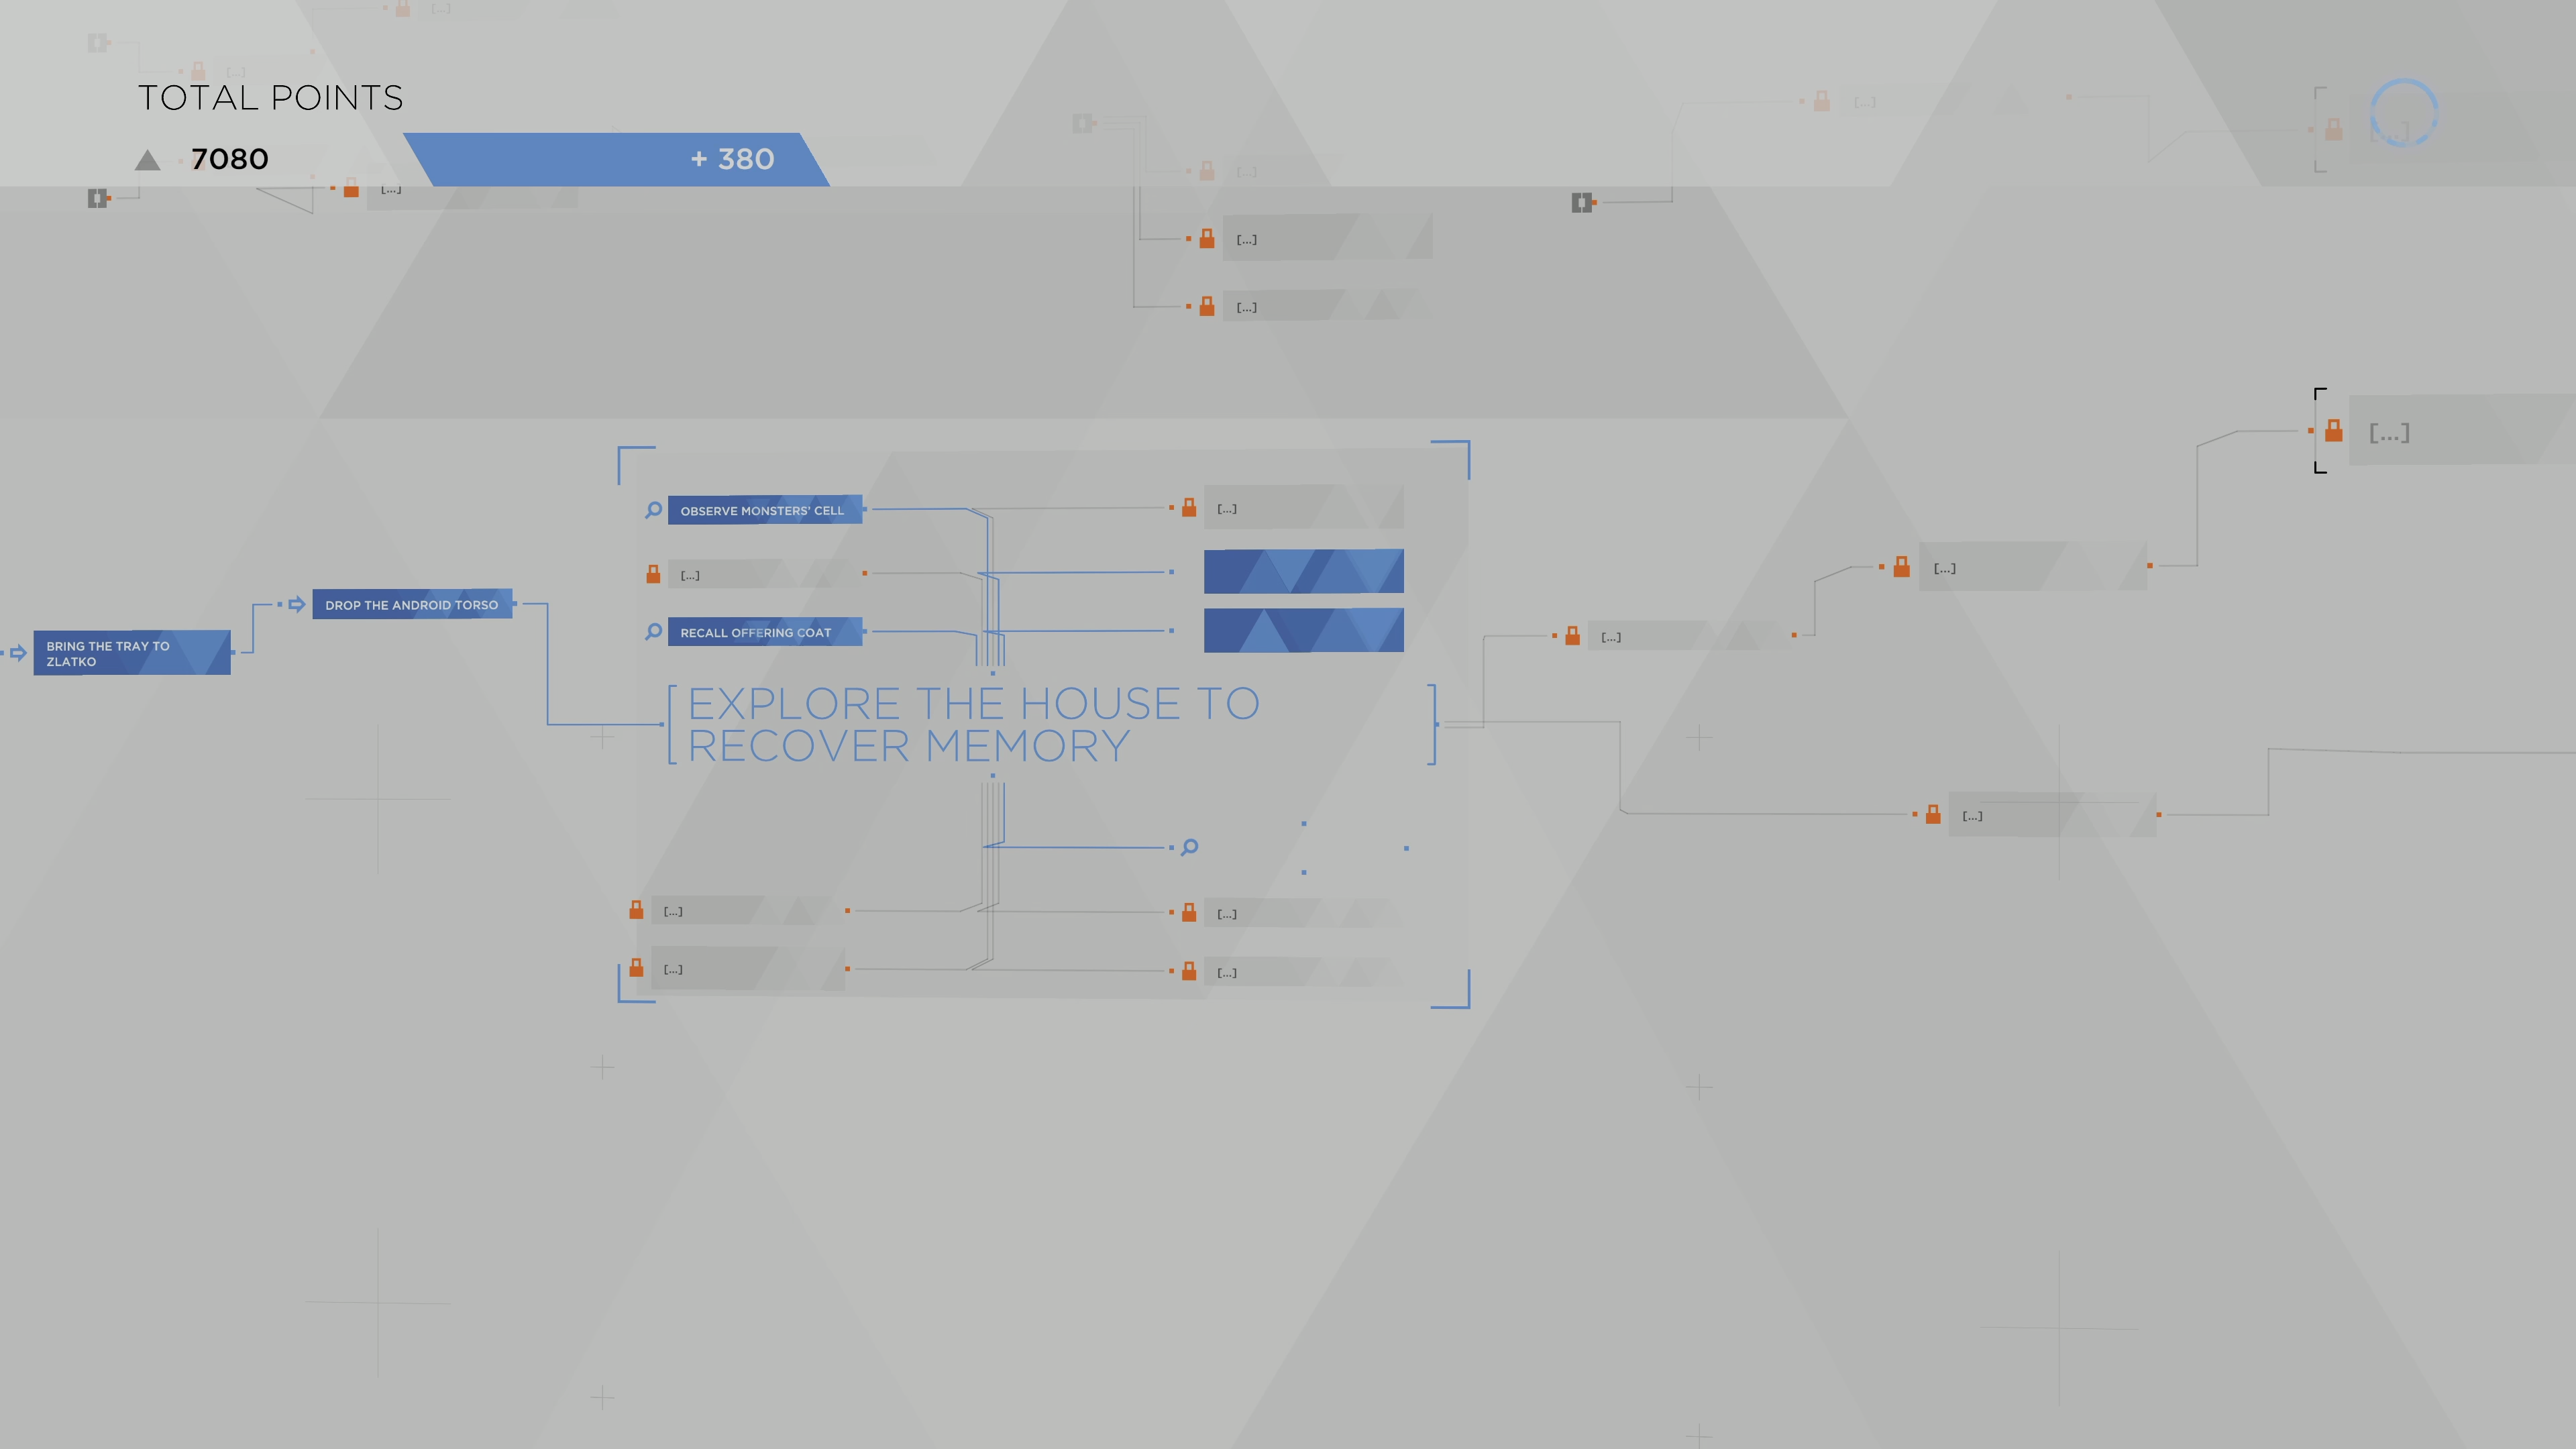 [...]
[...]
TOTAL POINTS
7080
+ 380
[...]
[...]
[...]
[...]
[...]
[...]
[...]
OBSERVE MONSTERS' CELL
[...]
[...]
[...]
[...]
DROP THE ANDROID TORSO
RECALL OFFERING COAT
[...]
BRING THE TRAY TO
ZLATKO
EXPLORE THE HOUSE TO
RECOVER MEMORY
[...]
[...]
[...]
[...]
[...]